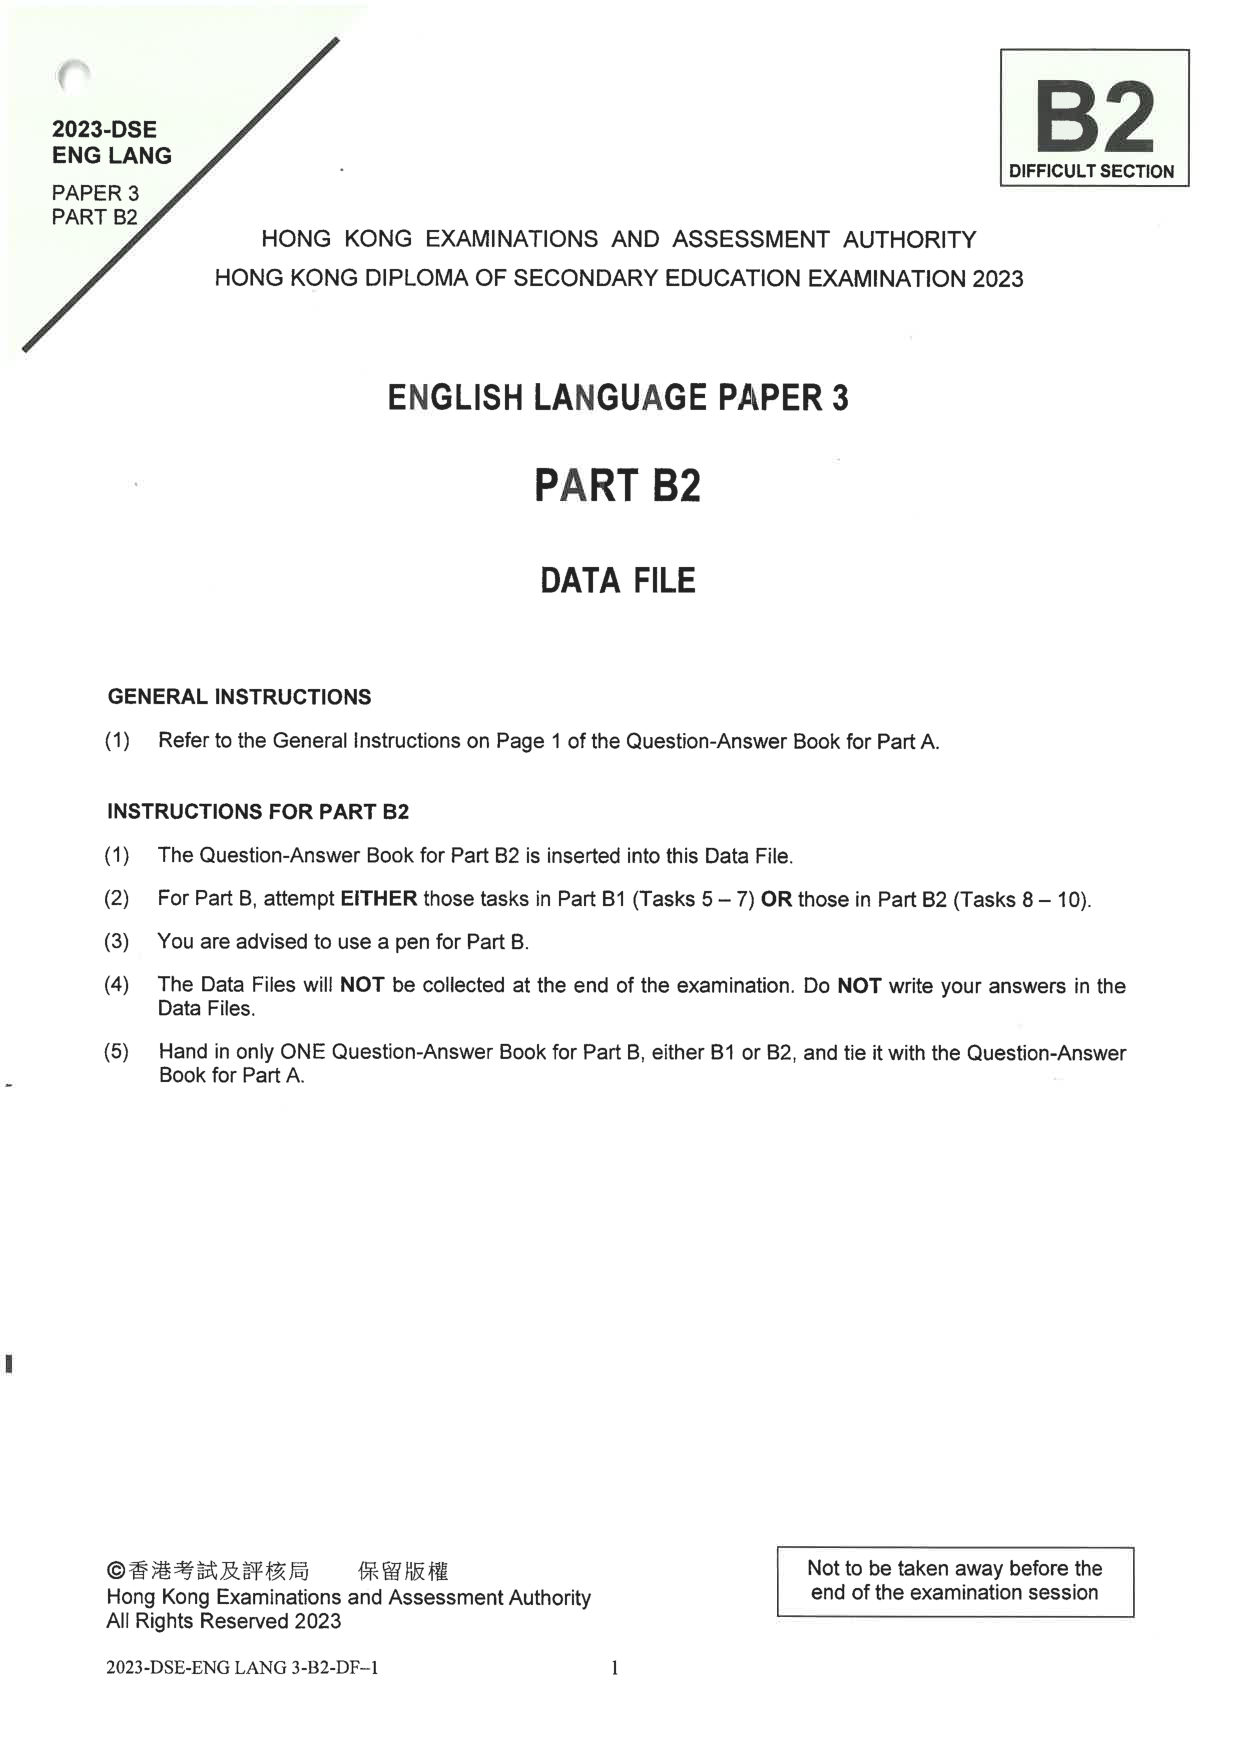 2023-DSE
ENG LANG
PAPER 3
PART B2
B2
DIFFICULT SECTION
HONG KONG EXAMINATIONS AND ASSESSMENT AUTHORITY
HONG KONG DIPLOMA OF SECONDARY EDUCATION EXAMINATION 2023
ENGLISH LANGUAGE PAPER 3
PART B2
DATA FILE
GENERAL INSTRUCTIONS
(1) Refer to the General Instructions on Page 1 of the Question-Answer Book for Part A.
INSTRUCTIONS FOR PART B2
(1) The Question-Answer Book for Part B2 is inserted into this Data File.
(2) For Part B, attempt EITHER those tasks in Part B1 (Tasks 5 – 7) OR those in Part B2 (Tasks 8 – 10).
(3) You are advised to use a pen for Part B.
(4) The Data Files will NOT be collected at the end of the examination. Do NOT write your answers in the
Data Files.
(5) Hand in only ONE Question-Answer Book for Part B, either B1 or B2, and tie it with the Question-Answer
Book for Part A.
©香港考試及評核局 保留版權
Hong Kong Examinations and Assessment Authority
All Rights Reserved 2023
Not to be taken away before the
end of the examination session
2023-DSE-ENG LANG 3-B2-DF–1
1